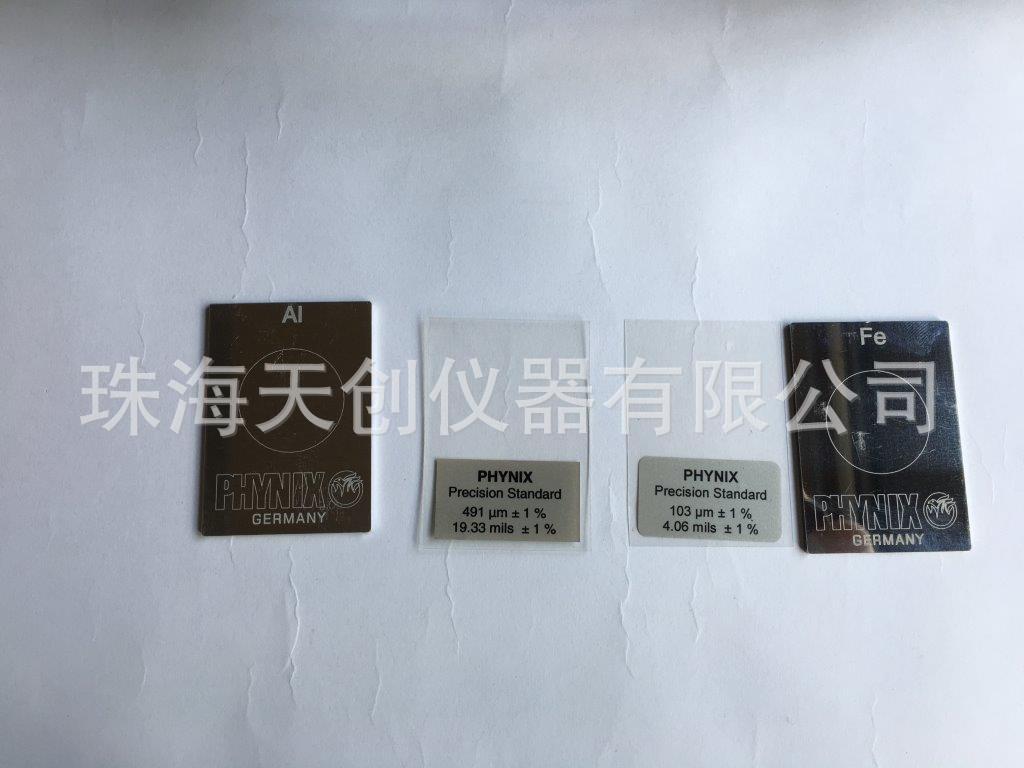 Al
PHYNIX
GERMANY
PHYNIX
Precision Standard
491 µm ± 1 %
19.33 mils ± 1 %
PHYNIX
Precision Standard
103 µm ± 1 %
4.06 mils ± 1 %
Fe
PHYNIX
GERMANY
珠海天创仪器有限公司